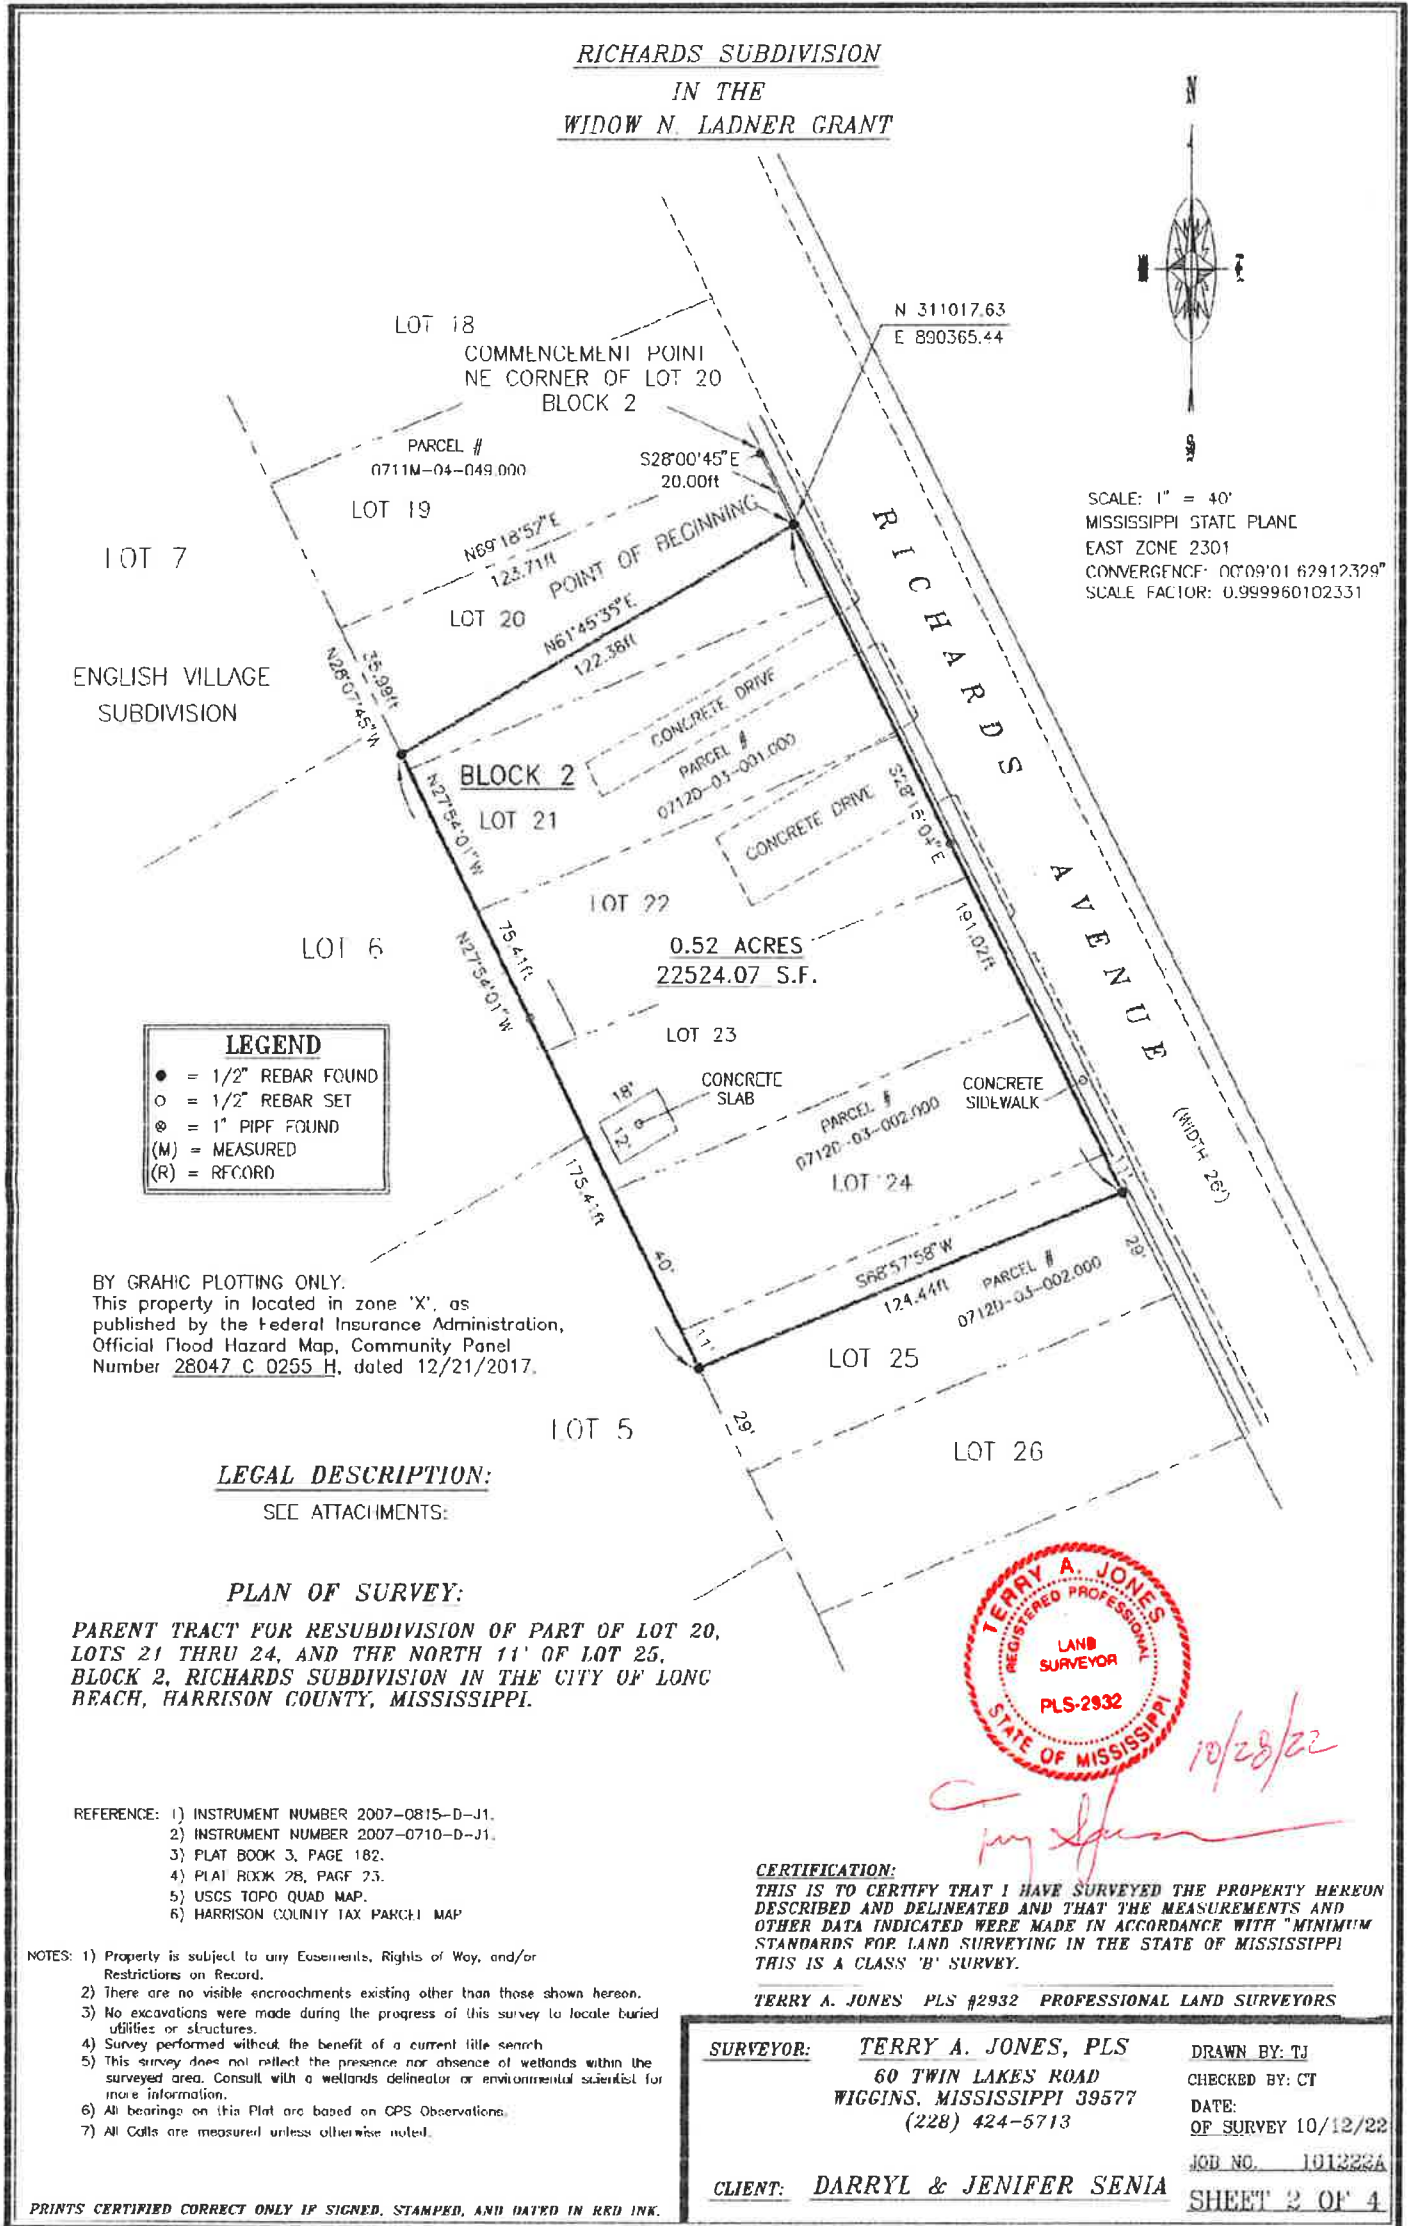 RICHARDS SUBDIVISION
IN THE
WIDOW N. LADNER GRANT
N
N 311017.63
E 890365.44
LOT 18
COMMENCEMENT POINT
NE CORNER OF LOT 20
BLOCK 2
PARCEL #
0711M-04-049.000
S28°00'45"E
20.00ft
LOT 19
SCALE: 1" = 40'
MISSISSIPPI STATE PLANE
EAST ZONE 2301
CONVERGENCE: 00°09'01.62912329"
SCALE FACTOR: 0.999960102331
LOT 7
N69°18'57"E
123.71ft
POINT OF BEGINNING
LOT 20
N61°45'35"E
122.38ft
ENGLISH VILLAGE
SUBDIVISION
35.99ft
N28°07'45"W
RICHARDS AVENUE
(WIDTH 26')
CONCRETE DRIVE
PARCEL #
0712D-03-001.000
BLOCK 2
LOT 21
N27°54'01"W
CONCRETE DRIVE
S28°15'04"E
191.02ft
LOT 22
75.41ft
N27°54'01"W
LOT 6
0.52 ACRES
22524.07 S.F.
LOT 23
LEGEND
● = 1/2" REBAR FOUND
○ = 1/2" REBAR SET
⊗ = 1" PIPE FOUND
(M) = MEASURED
(R) = RECORD
18'
12'
CONCRETE
SLAB
CONCRETE
SIDEWALK
PARCEL #
0712D-03-002.000
LOT 24
11'
175.41ft
40'
S68°57'58"W
124.44ft
PARCEL #
0712D-03-002.000
29'
11'
LOT 25
29'
BY GRAHIC PLOTTING ONLY.
This property in located in zone 'X', as
published by the Federal Insurance Administration,
Official Flood Hazard Map, Community Panel
Number 28047 C 0255 H, dated 12/21/2017.
LOT 5
LOT 26
LEGAL DESCRIPTION:
SEE ATTACHMENTS:
PLAN OF SURVEY:
PARENT TRACT FOR RESUBDIVISION OF PART OF LOT 20,
LOTS 21 THRU 24, AND THE NORTH 11' OF LOT 25,
BLOCK 2, RICHARDS SUBDIVISION IN THE CITY OF LONG
BEACH, HARRISON COUNTY, MISSISSIPPI.
TERRY A. JONES
REGISTERED PROFESSIONAL
LAND
SURVEYOR
PLS-2932
STATE OF MISSISSIPPI
10/28/22
REFERENCE: 1) INSTRUMENT NUMBER 2007-0815-D-J1.
2) INSTRUMENT NUMBER 2007-0710-D-J1.
3) PLAT BOOK 3, PAGE 182.
4) PLAT BOOK 28, PAGE 23.
5) USGS TOPO QUAD MAP.
6) HARRISON COUNTY TAX PARCEL MAP
CERTIFICATION:
THIS IS TO CERTIFY THAT I HAVE SURVEYED THE PROPERTY HEREON
DESCRIBED AND DELINEATED AND THAT THE MEASUREMENTS AND
OTHER DATA INDICATED WERE MADE IN ACCORDANCE WITH "MINIMUM
STANDARDS FOR LAND SURVEYING IN THE STATE OF MISSISSIPPI
THIS IS A CLASS 'B' SURVEY.
TERRY A. JONES PLS #2932 PROFESSIONAL LAND SURVEYORS
NOTES: 1) Property is subject to any Easements, Rights of Way, and/or
Restrictions on Record.
2) There are no visible encroachments existing other than those shown hereon.
3) No excavations were made during the progress of this survey to locate buried
utilities or structures.
4) Survey performed without the benefit of a current title search
5) This survey does not reflect the presence nor absence of wetlands within the
surveyed area. Consult with a wetlands delineator or environmental scientist for
more information.
6) All bearings on this Plat are based on GPS Observations.
7) All Calls are measured unless otherwise noted.
PRINTS CERTIFIED CORRECT ONLY IF SIGNED, STAMPED, AND DATED IN RED INK.
SURVEYOR: TERRY A. JONES, PLS
60 TWIN LAKES ROAD
WIGGINS, MISSISSIPPI 39577
(228) 424-5713
CLIENT: DARRYL & JENIFER SENIA
DRAWN BY: TJ
CHECKED BY: CT
DATE:
OF SURVEY 10/12/22
JOB NO. 101222A
SHEET 2 OF 4